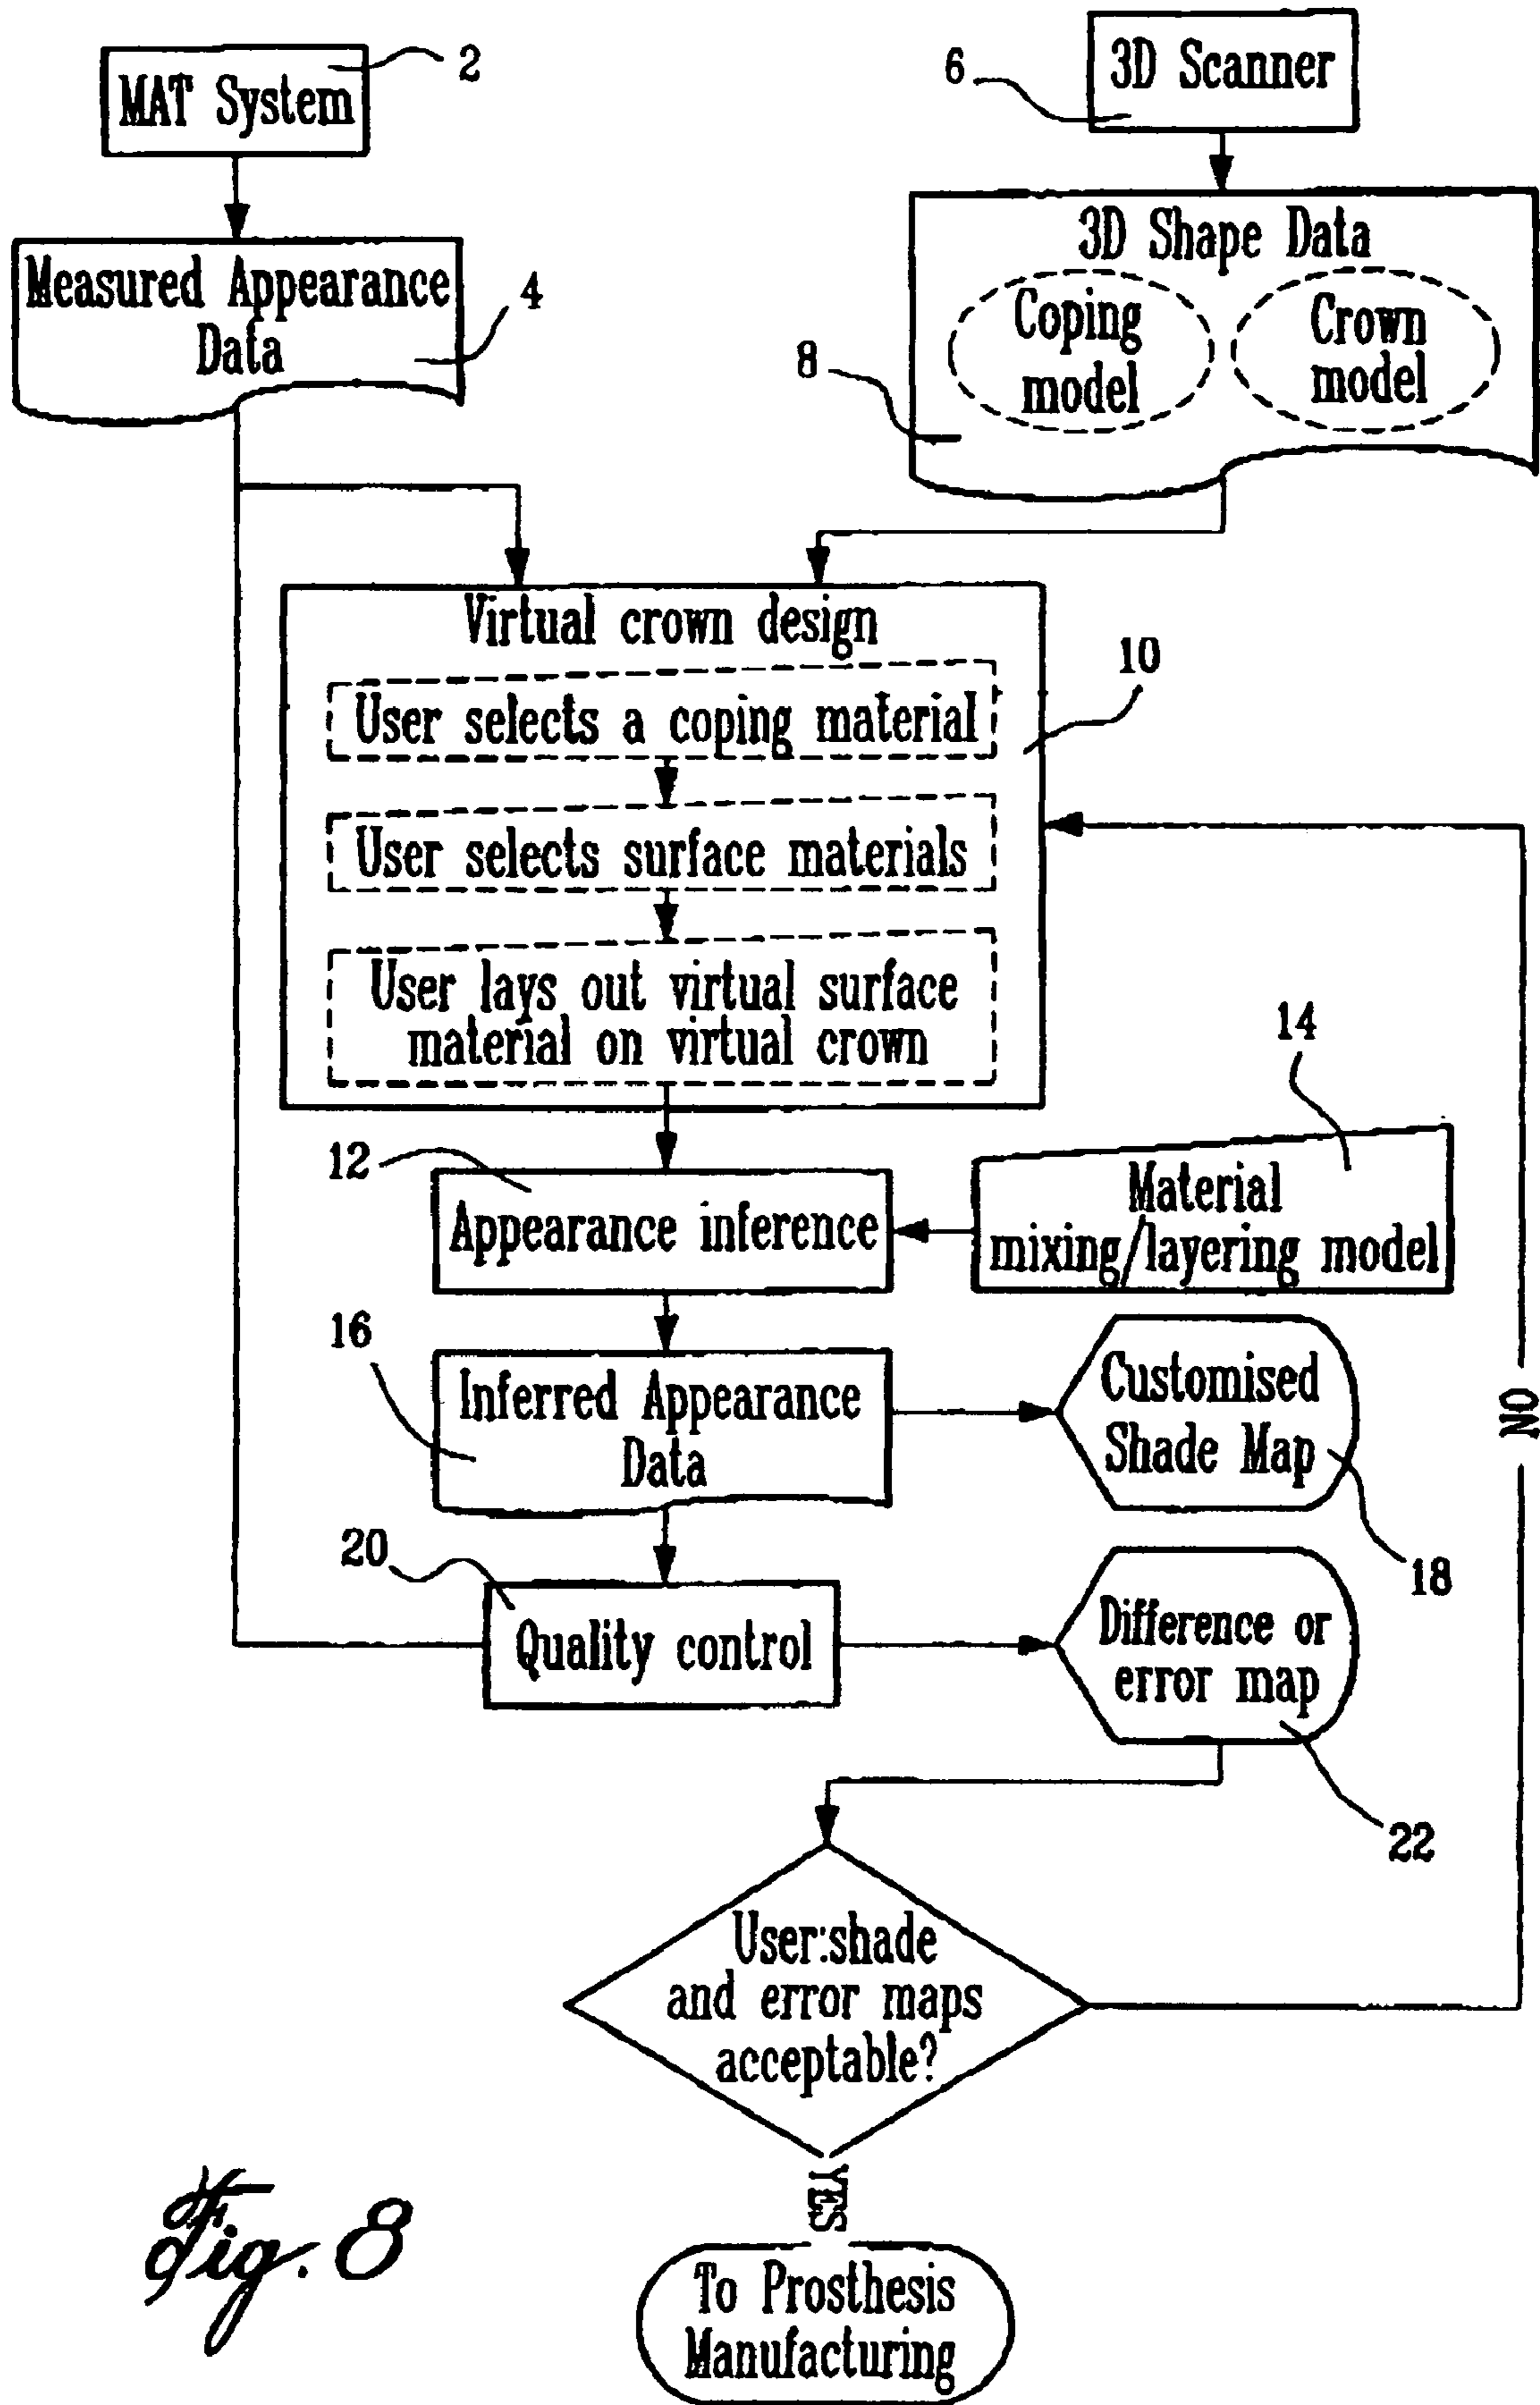 MAT System
2
6
3D Scanner
Measured Appearance
Data
4
3D Shape Data
Coping
model
Crown
model
8
Virtual crown design
10
User selects a coping material
User selects surface materials
User lays out virtual surface
material on virtual crown
12
Appearance inference
14
Material
mixing/layering model
16
Inferred Appearance
Data
Customised
Shade Map
18
NO
20
Quality control
Difference or
error map
22
User:shade
and error maps
acceptable?
YES
To Prosthesis
Manufacturing
Fig. 8